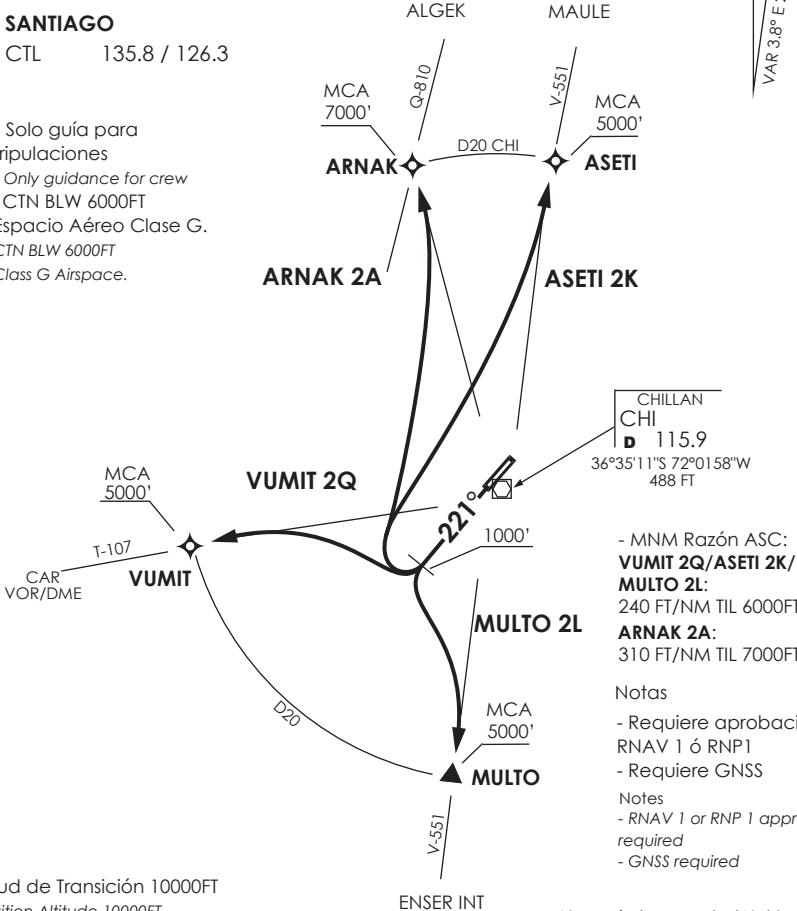 SANTIAGO
CTL 135.8 / 126.3
Solo guía para
Only guidance for crew
CTN BLW 6000FT
Espacio Aéreo Clase G.
CTN BLW 6000FT
Class G Airspace.
ALGEK
MAULE
VAR 3.8° E
Q-810
V-551
MCA
7000'
MCA
5000'
D20 CHI
ARNAK
ASETI
ARNAK 2A
ASETI 2K
CHILLAN
CHI
D 115.9
36°35'11"S 72°0158"W
488 FT
MCA
5000'
VUMIT 2Q
221°
1000'
T-107
CAR
VOR/DME
VUMIT
MULTO 2L
D20
MCA
5000'
MULTO
V-551
ENSER INT
- MNM Razón ASC:
VUMIT 2Q/ASETI 2K/
MULTO 2L:
240 FT/NM TIL 6000FT
ARNAK 2A:
310 FT/NM TIL 7000FT
Notas
- Requiere
RNAV 1 ó RNP1
- Requiere GNSS
Notes
- RNAV 1 or RNP 1
required
- GNSS required
de Transición 10000FT
Altitude 10000FT